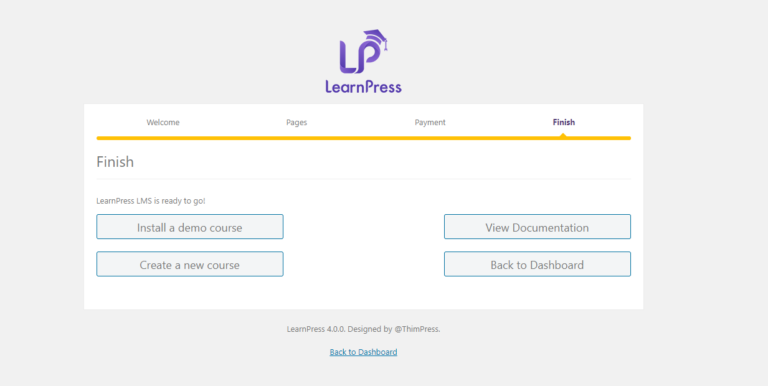 LP
LearnPress
Welcome Pages Payment Finish
Finish
LearnPress LMS is ready to go!
Install a demo course View Documentation
Create a new course Back to Dashboard
LearnPress 4.0.0. Designed by @ThimPress.
Back to Dashboard